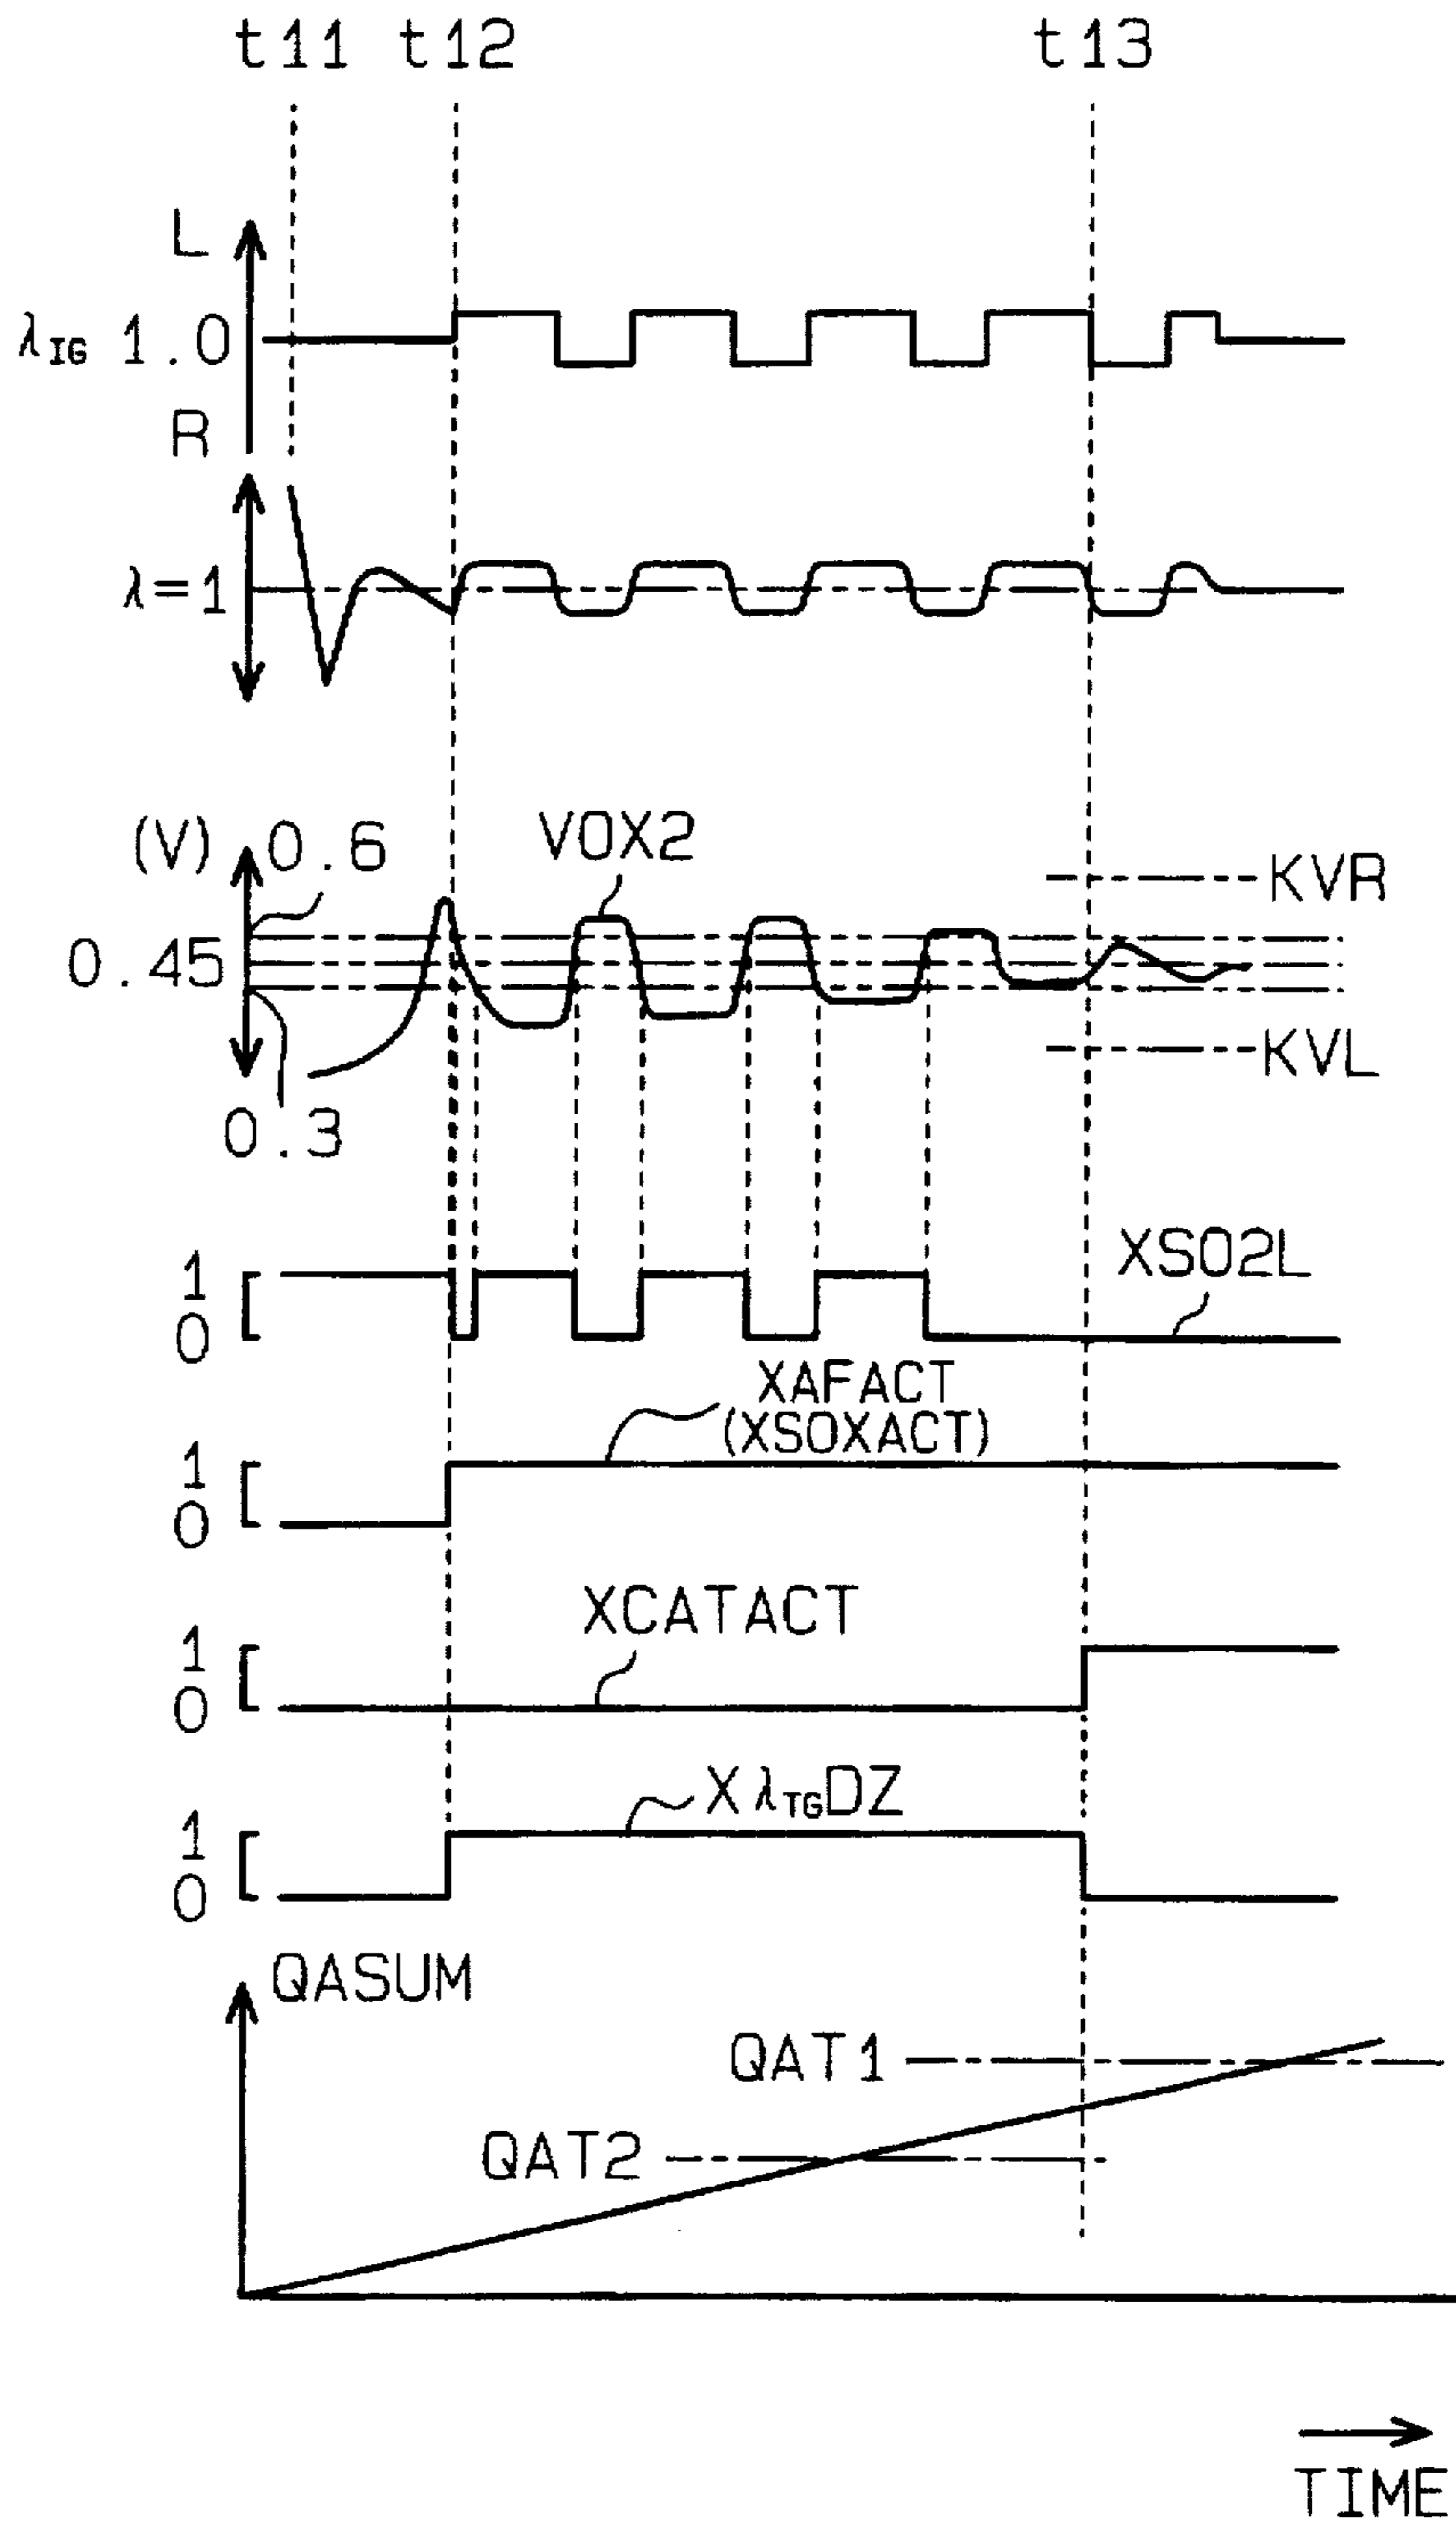 t11 t12 t13
L
λIG 1.0
R
λ=1
(V) 0.6 VOX2
KVR
0.45
KVL
0.3
1 XSO2L
0
XAFACT
(XSOXACT)
1
0
XCATACT
1
0
XλTGDZ
1
0
QASUM
QAT1
QAT2
TIME